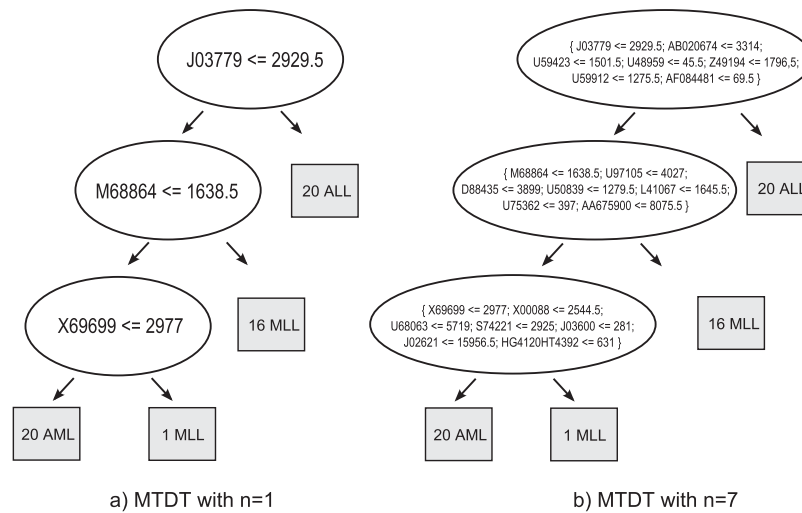 J03779 <= 2929.5
M68864 <= 1638.5
20 ALL
X69699 <= 2977
16 MLL
20 AML
1 MLL
a) MTDT with n=1
{ J03779 <= 2929.5; AB020674 <= 3314;
U59423 <= 1501.5; U48959 <= 45.5; Z49194 <= 1796,5;
U59912 <= 1275.5; AF084481 <= 69.5 }
{ M68864 <= 1638.5; U97105 <= 4027;
D88435 <= 3899; U50839 <= 1279.5; L41067 <= 1645.5;
U75362 <= 397; AA675900 <= 8075.5 }
20 ALL
{ X69699 <= 2977; X00088 <= 2544.5;
U68063 <= 5719; S74221 <= 2925; J03600 <= 281;
J02621 <= 15956.5; HG4120HT4392 <= 631 }
16 MLL
20 AML
1 MLL
b) MTDT with n=7